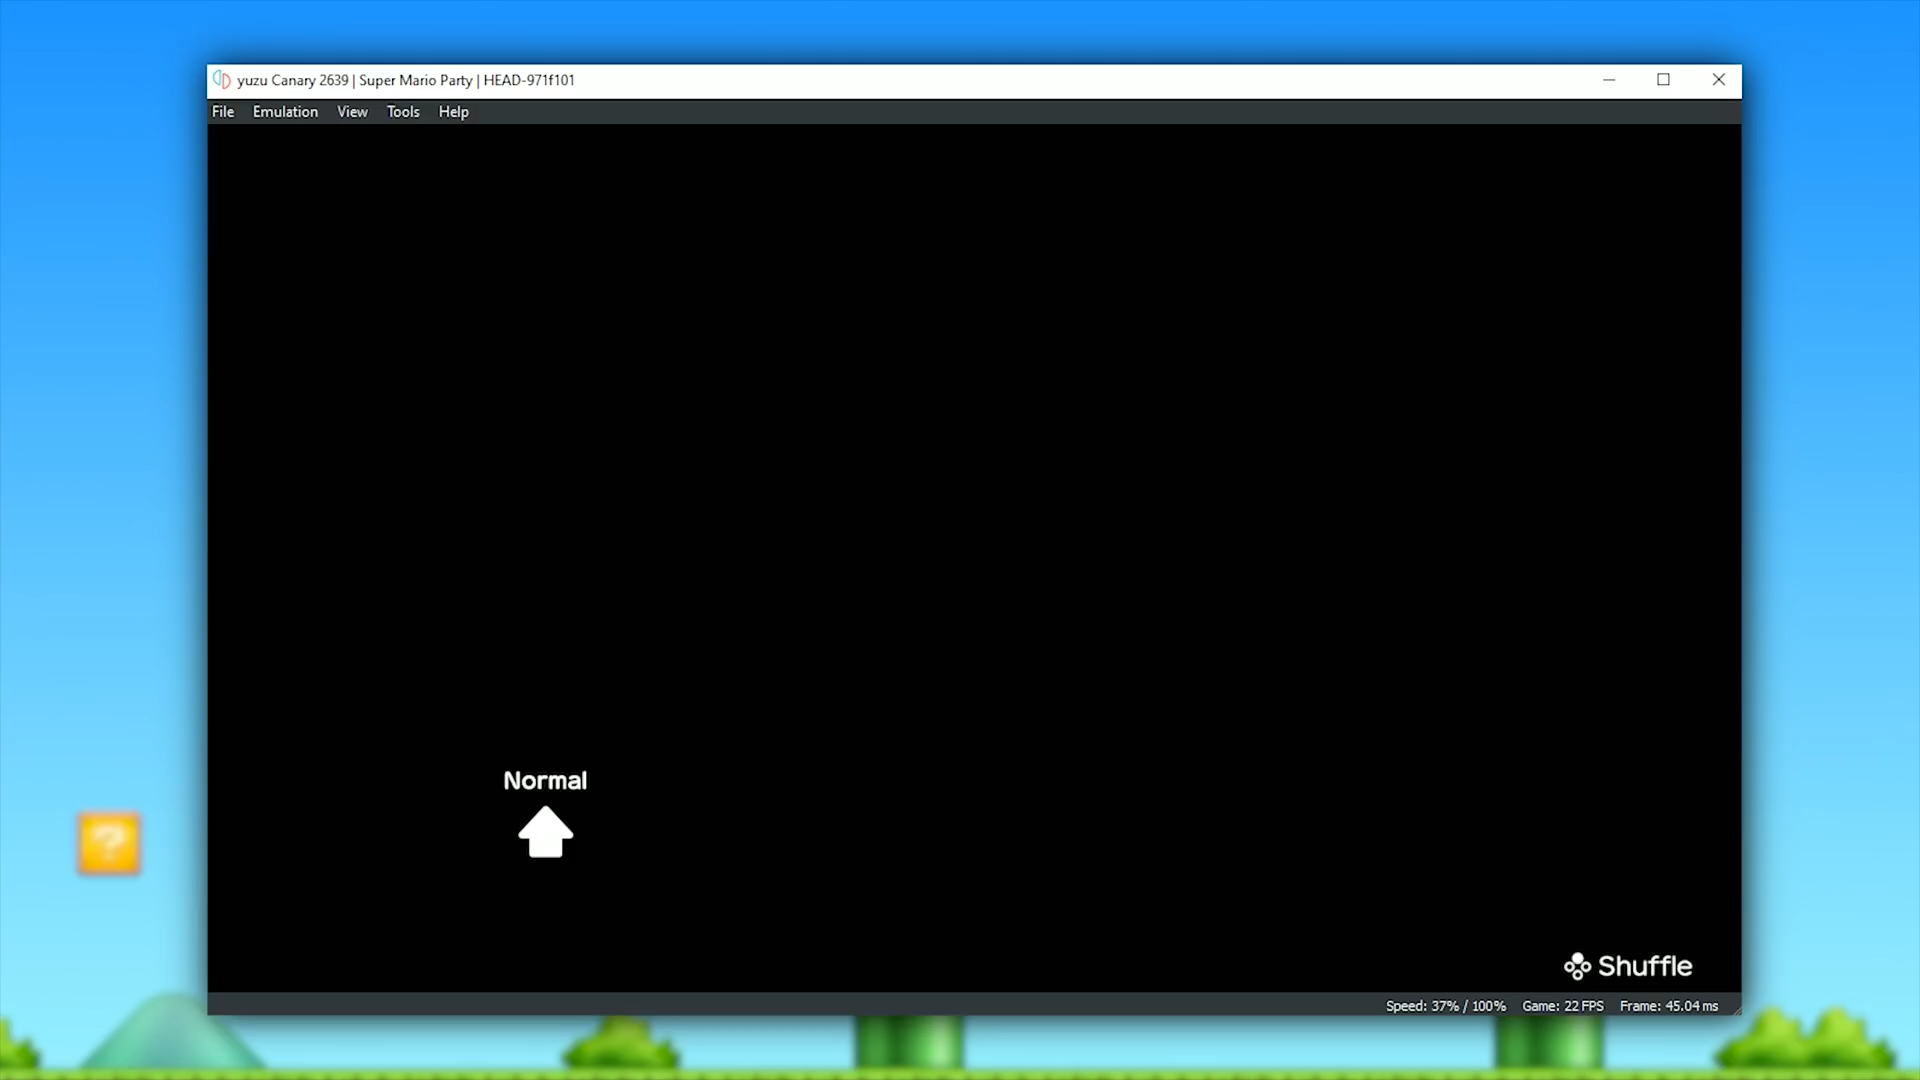 yuzu Canary 2639 | Super Mario Party | HEAD-971f101
File Emulation View Tools Help
Normal
?
Shuffle
Speed: 37% / 100% Game: 22 FPS Frame: 45.04 ms